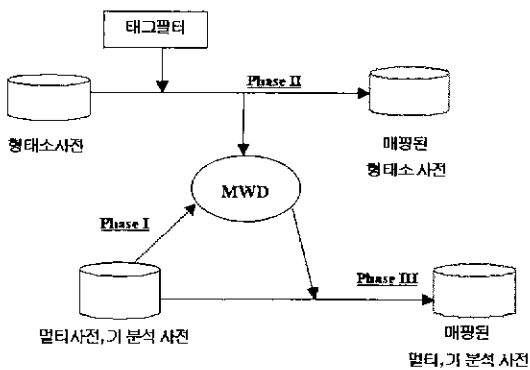 태그필터
Phase II
형태소사전
매핑된
형태소 사전
MWD
Phase I
Phase III
멀티사전, 기 분석 사전
매핑된
멀티, 기 분석 사전